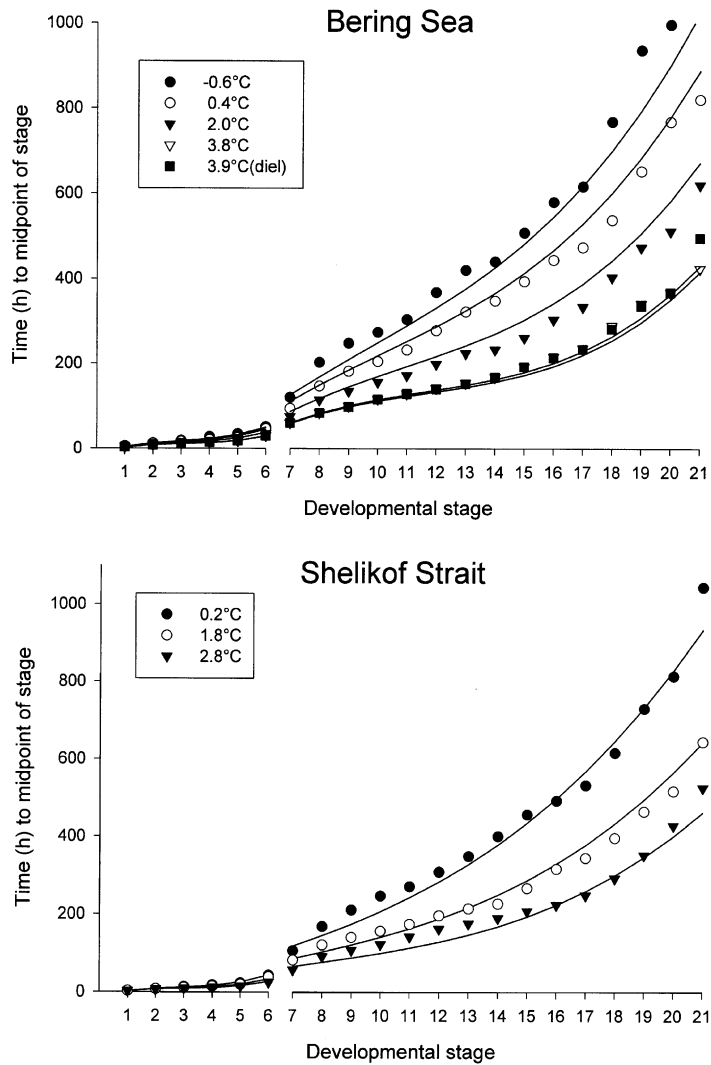 Bering Sea
1000
800
600
400
200
0
Time (h) to midpoint of stage
-0.6°C
0.4°C
2.0°C
3.8°C
3.9°C(diel)
1 2 3 4 5 6 7 8 9 10 11 12 13 14 15 16 17 18 19 20 21
Developmental stage
Shelikof Strait
1000
800
600
400
200
0
Time (h) to midpoint of stage
0.2°C
1.8°C
2.8°C
1 2 3 4 5 6 7 8 9 10 11 12 13 14 15 16 17 18 19 20 21
Developmental stage